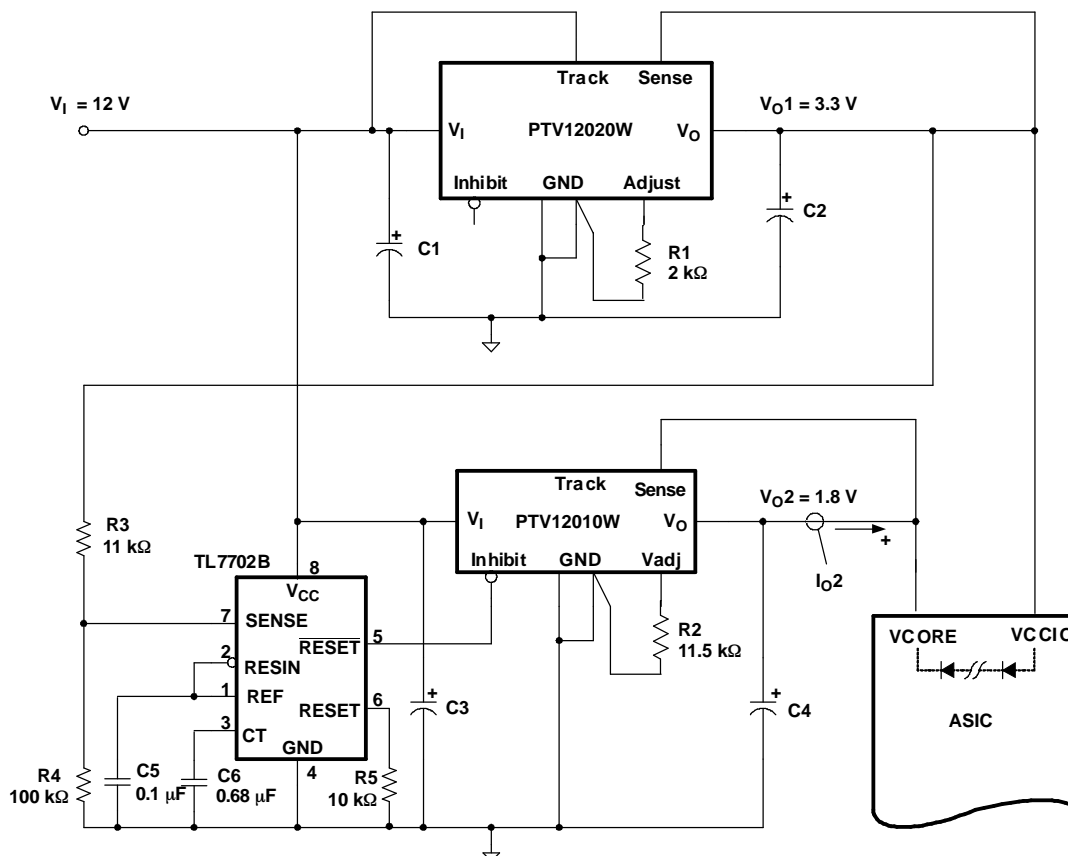 Track
Sense
V_I = 12 V
V_O1 = 3.3 V
V_I
PTV12020W
V_O
Inhibit
GND
Adjust
C1
+
R1
2 kΩ
+
C2
Track
Sense
V_O2 = 1.8 V
V_I
PTV12010W
V_O
R3
11 kΩ
Inhibit
GND
Vadj
+
I_O2
TL7702B
8
V_CC
7
SENSE
RESET
5
2
RESIN
1
REF
RESET
6
3
CT
GND
4
R2
11.5 kΩ
+
C3
+
C4
VCORE
VCCIO
ASIC
R4
100 kΩ
C5
0.1 μF
C6
0.68 μF
R5
10 kΩ